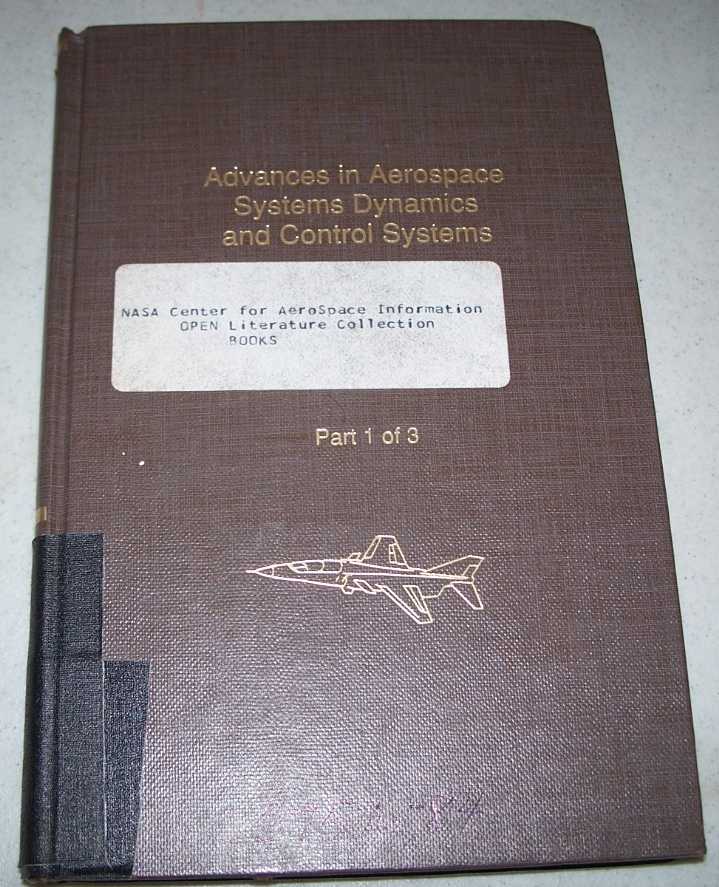 Advances in Aerospace
Systems Dynamics
and Control Systems
NASA Center for AeroSpace Information
OPEN Literature Collection
BOOKS
Part 1 of 3